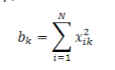 b_k = \sum_{i=1}^{N} x_{ik}^2